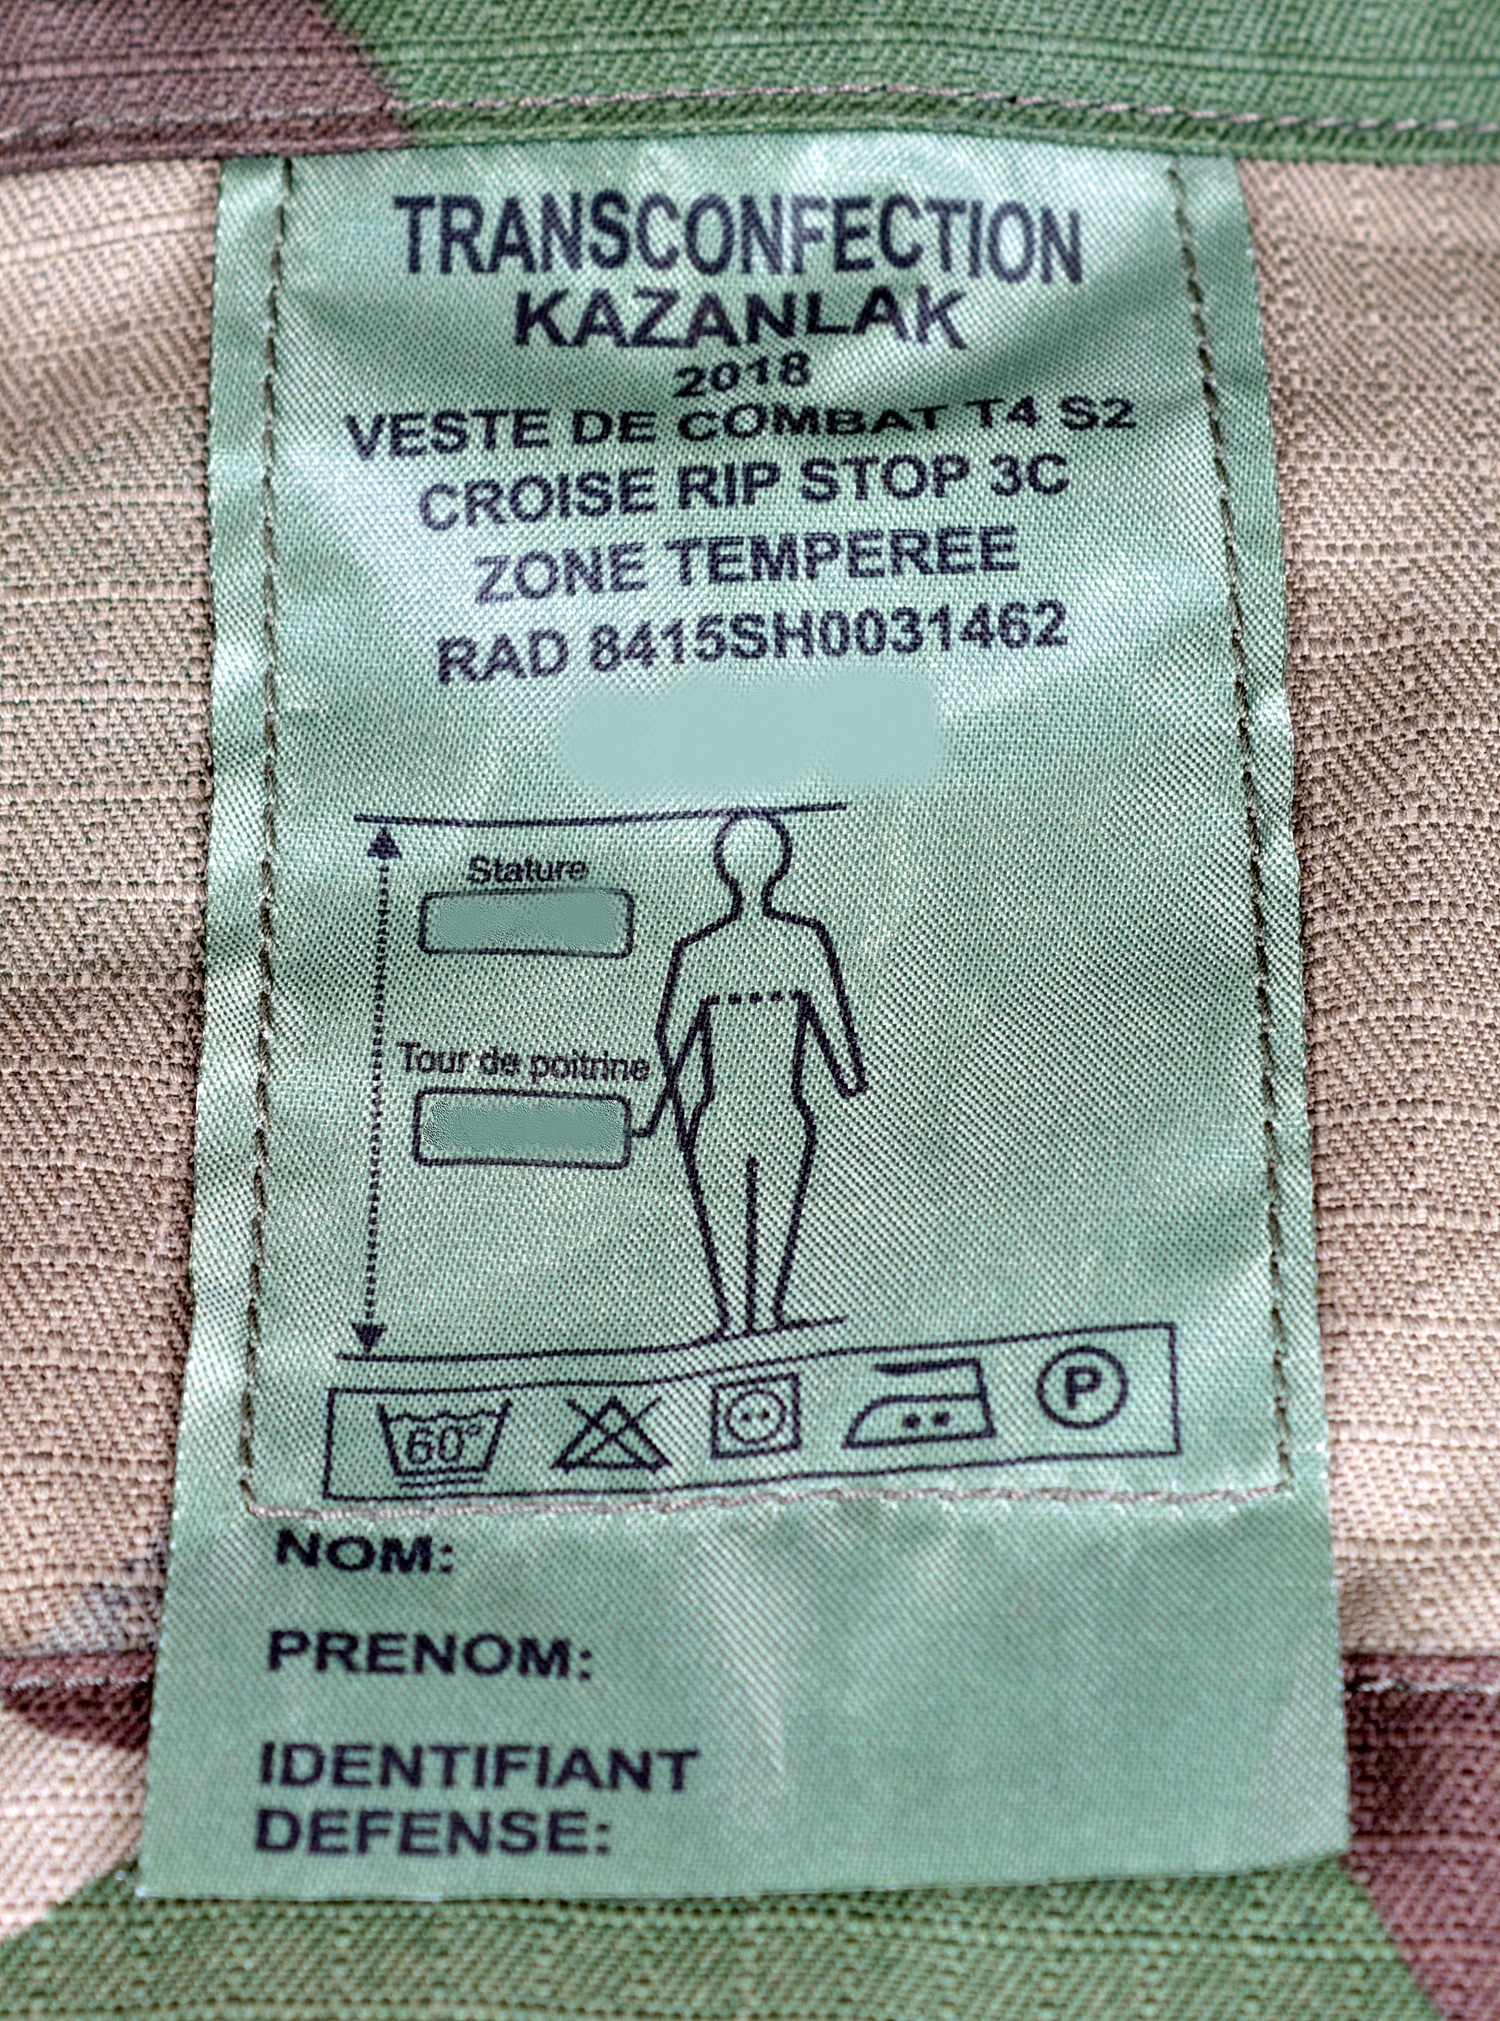 TRANSCONFECTION
KAZANLAK
2018
VESTE DE COMBAT T4 S2
CROISE RIP STOP 3C
ZONE TEMPEREE
RAD 8415SH0031462
Stature
Tour de poitrine
60°
P
NOM:
PRENOM:
IDENTIFIANT
DEFENSE: